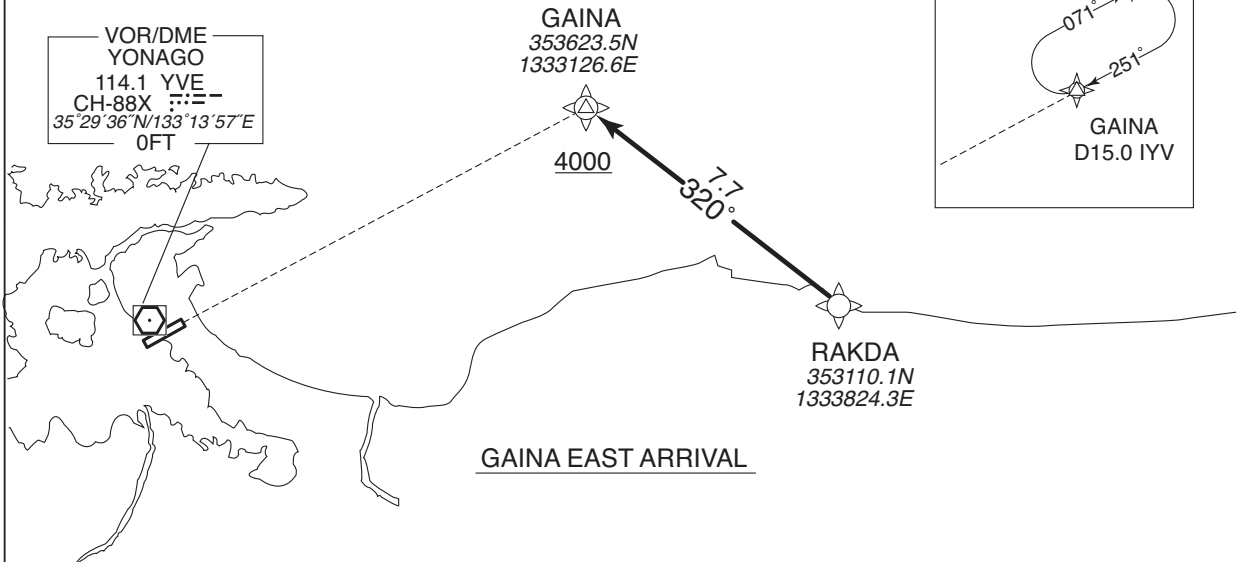 VOR/DME
YONAGO
114.1 YVE
CH-88X
35°29′36″N/133°13′57″E
0FT
GAINA
353623.5N
1333126.6E
4000
7.7
320°
071°
251°
GAINA
D15.0 IYV
RAKDA
353110.1N
1333824.3E
GAINA EAST ARRIVAL